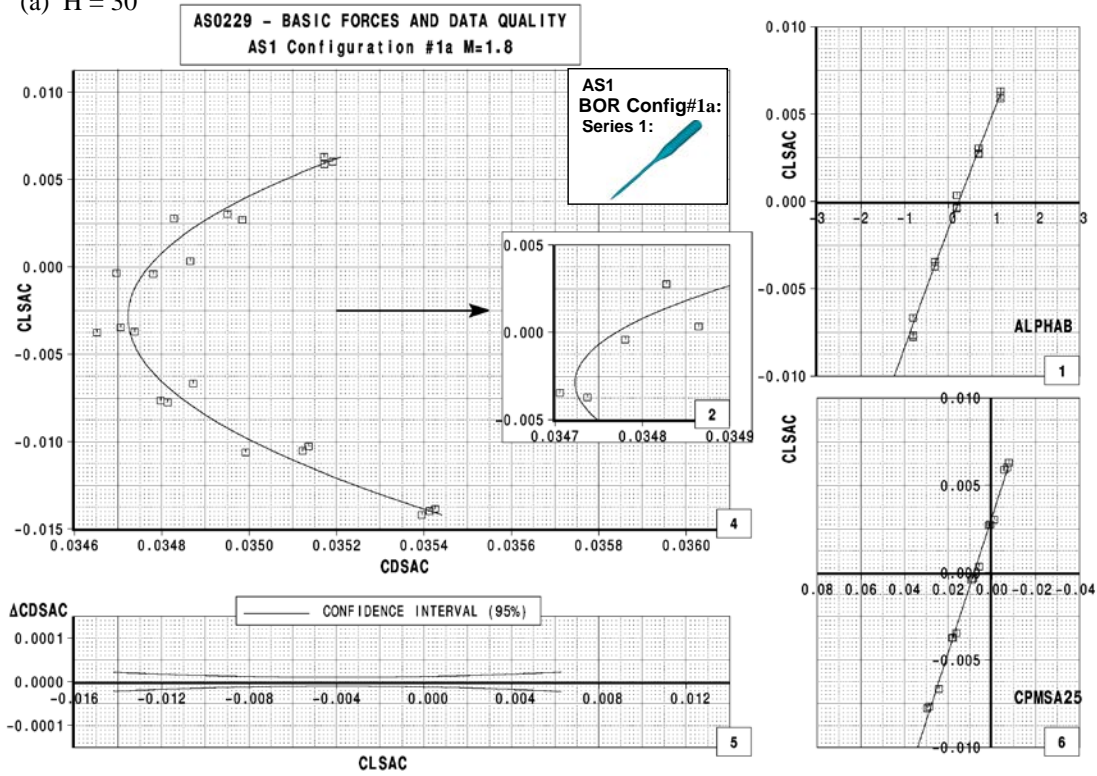 (a) H = 50
AS0229 - BASIC FORCES AND DATA QUALITY
AS1 Configuration #1a M=1.8
AS1
BOR Config#1a:
Series 1:
CLSAC
0.010
0.005
0.000
-0.005
-0.010
-0.015
0.0346 0.0348 0.0350 0.0352 0.0354 0.0356 0.0358 0.0360
CDSAC
4
0.005
0.000
-0.005
0.0347 0.0348 0.0349
2
CLSAC
0.010
0.005
0.000
-3 -2 -1 0 1 2 3
-0.005
-0.010
ALPHAB
1
CLSAC
0.010
0.005
0.000
0.08 0.06 0.04 0.02 0.00 -0.02 -0.04
-0.005
CPMSA25
-0.010
6
ΔCDSAC
CONFIDENCE INTERVAL (95%)
0.0001
0.0000
-0.016 -0.012 -0.008 -0.004 0.000 0.004 0.008 0.012
-0.0001
5
CLSAC